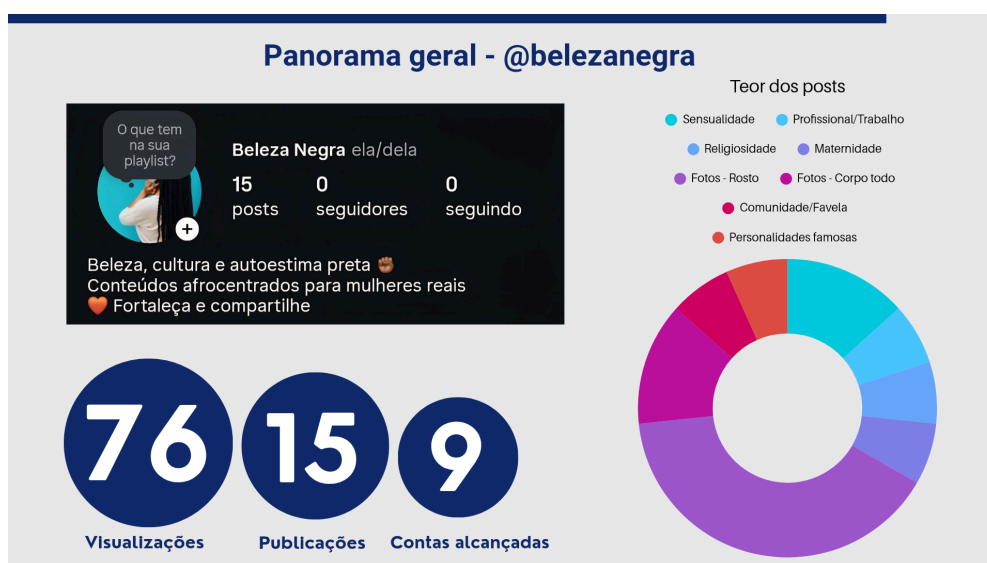 Panorama geral - @belezanegra
O que tem
na sua
playlist?
Beleza Negra ela/dela
15 0 0
posts seguidores seguindo
Beleza, cultura e autoestima preta ✊🏾
Conteúdos afrocentrados para mulheres reais
❤️ Fortaleça e compartilhe
76 15 9
Visualizações Publicações Contas alcançadas
Teor dos posts
Sensualidade Profissional/Trabalho
Religiosidade Maternidade
Fotos - Rosto Fotos - Corpo todo
Comunidade/Favela
Personalidades famosas